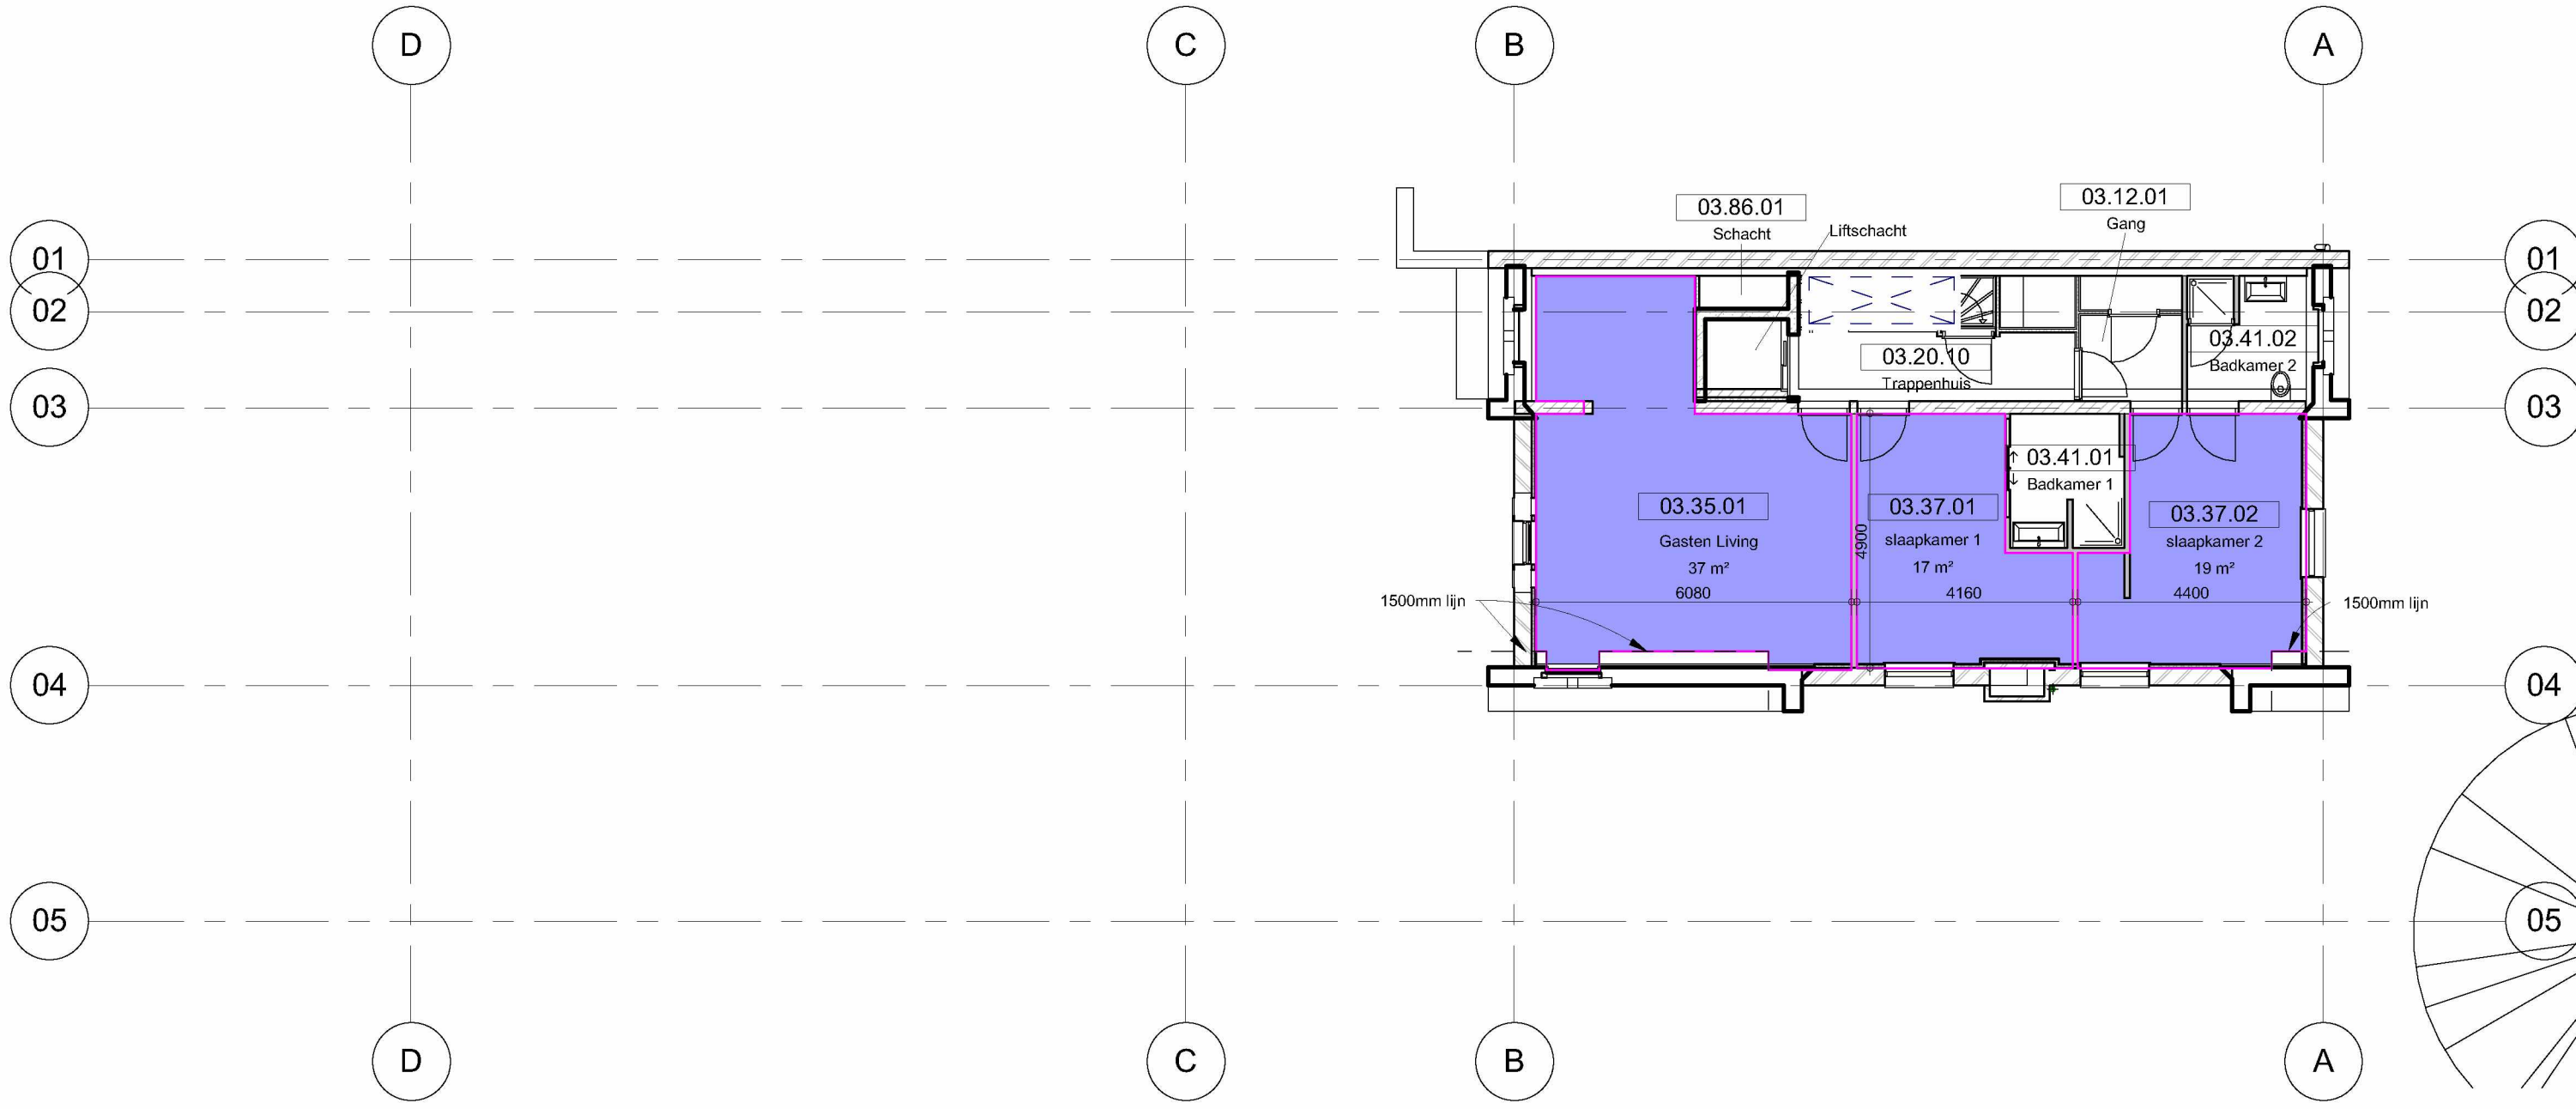 D
C
B
A
03.86.01
Schacht
Liftschacht
03.12.01
Gang
01
01
02
02
03.41.02
Badkamer 2
03.20.10
Trappenhuis
03
03
03.41.01
Badkamer 1
03.35.01
Gasten Living
37 m²
6080
4900
03.37.01
slaapkamer 1
17 m²
4160
03.37.02
slaapkamer 2
19 m²
4400
1500mm lijn
1500mm lijn
04
04
05
05
D
C
B
A